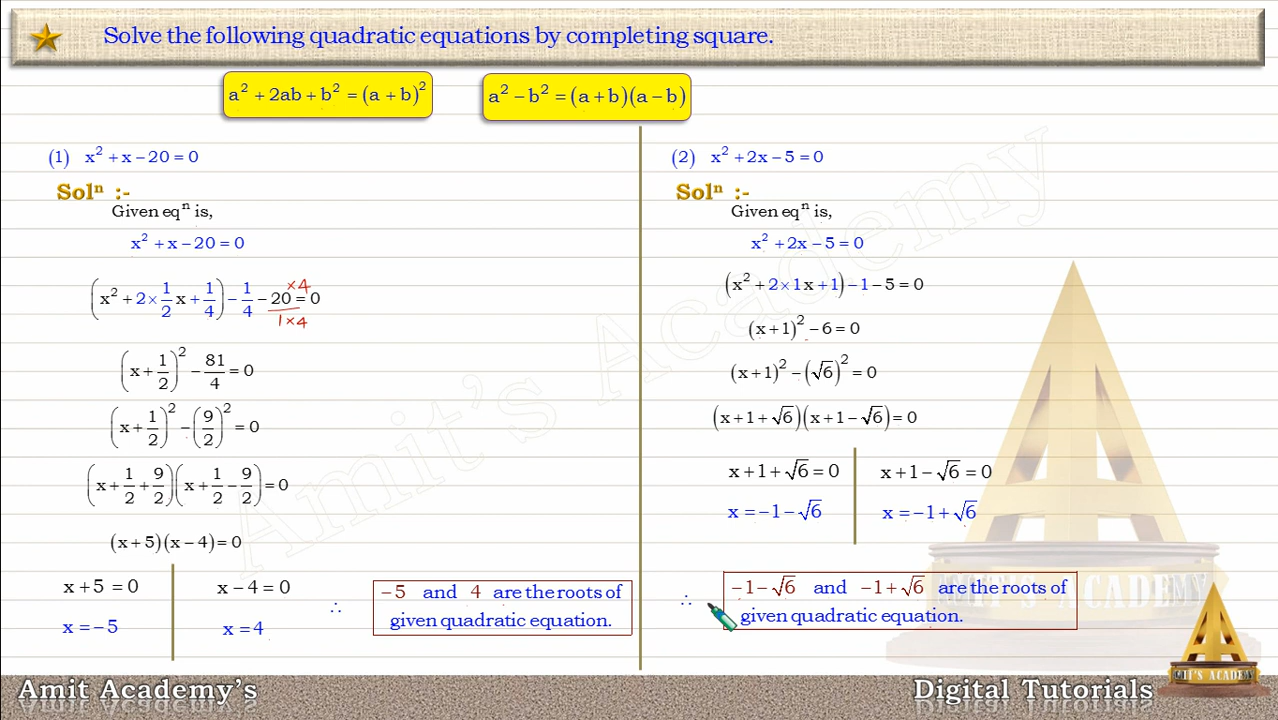 Solve the following quadratic equations by completing square.
a² + 2ab + b² = (a + b)²
a² − b² = (a + b)(a − b)
(1) x² + x − 20 = 0
Solⁿ :-
Given eqⁿ is,
x² + x − 20 = 0
(x² + 2 × 1/2 x + 1/4) − 1/4 − 20 = 0
×4
1×4
(x + 1/2)² − 81/4 = 0
(x + 1/2)² − (9/2)² = 0
(x + 1/2 + 9/2)(x + 1/2 − 9/2) = 0
(x + 5)(x − 4) = 0
x + 5 = 0
x = −5
x − 4 = 0
x = 4
∴ −5 and 4 are the roots of
given quadratic equation.
(2) x² + 2x − 5 = 0
Solⁿ :-
Given eqⁿ is,
x² + 2x − 5 = 0
(x² + 2 × 1x + 1) − 1 − 5 = 0
(x + 1)² − 6 = 0
(x + 1)² − (√6)² = 0
(x + 1 + √6)(x + 1 − √6) = 0
x + 1 + √6 = 0
x = −1 − √6
x + 1 − √6 = 0
x = −1 + √6
∴ −1 − √6 and −1 + √6 are the roots of
given quadratic equation.
Amit's Academy
AMIT'S ACADEMY
Amit Academy's
Digital Tutorials